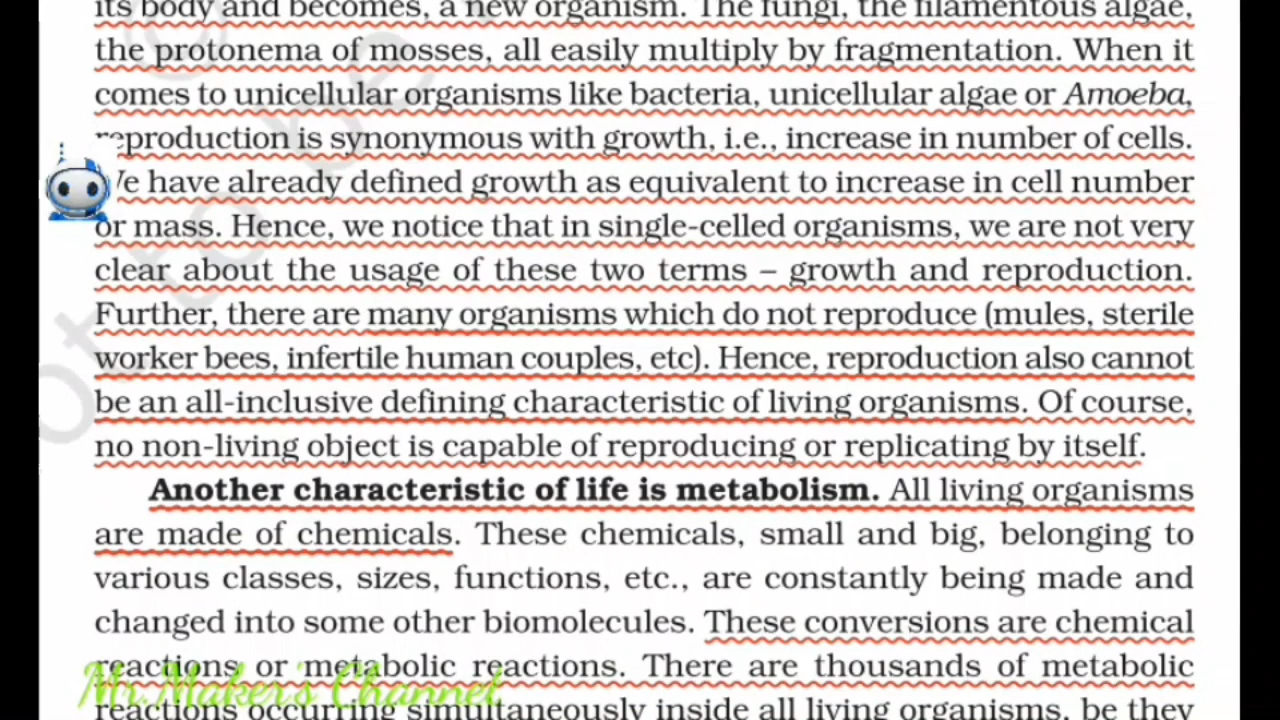 its body and becomes, a new organism. The fungi, the filamentous algae,
the protonema of mosses, all easily multiply by fragmentation. When it
comes to unicellular organisms like bacteria, unicellular algae or Amoeba,
reproduction is synonymous with growth, i.e., increase in number of cells.
We have already defined growth as equivalent to increase in cell number
or mass. Hence, we notice that in single-celled organisms, we are not very
clear about the usage of these two terms – growth and reproduction.
Further, there are many organisms which do not reproduce (mules, sterile
worker bees, infertile human couples, etc). Hence, reproduction also cannot
be an all-inclusive defining characteristic of living organisms. Of course,
no non-living object is capable of reproducing or replicating by itself.
Another characteristic of life is metabolism. All living organisms
are made of chemicals. These chemicals, small and big, belonging to
various classes, sizes, functions, etc., are constantly being made and
changed into some other biomolecules. These conversions are chemical
reactions or metabolic reactions. There are thousands of metabolic
Mr.Maker's Channel
reactions occurring simultaneously inside all living organisms, be they